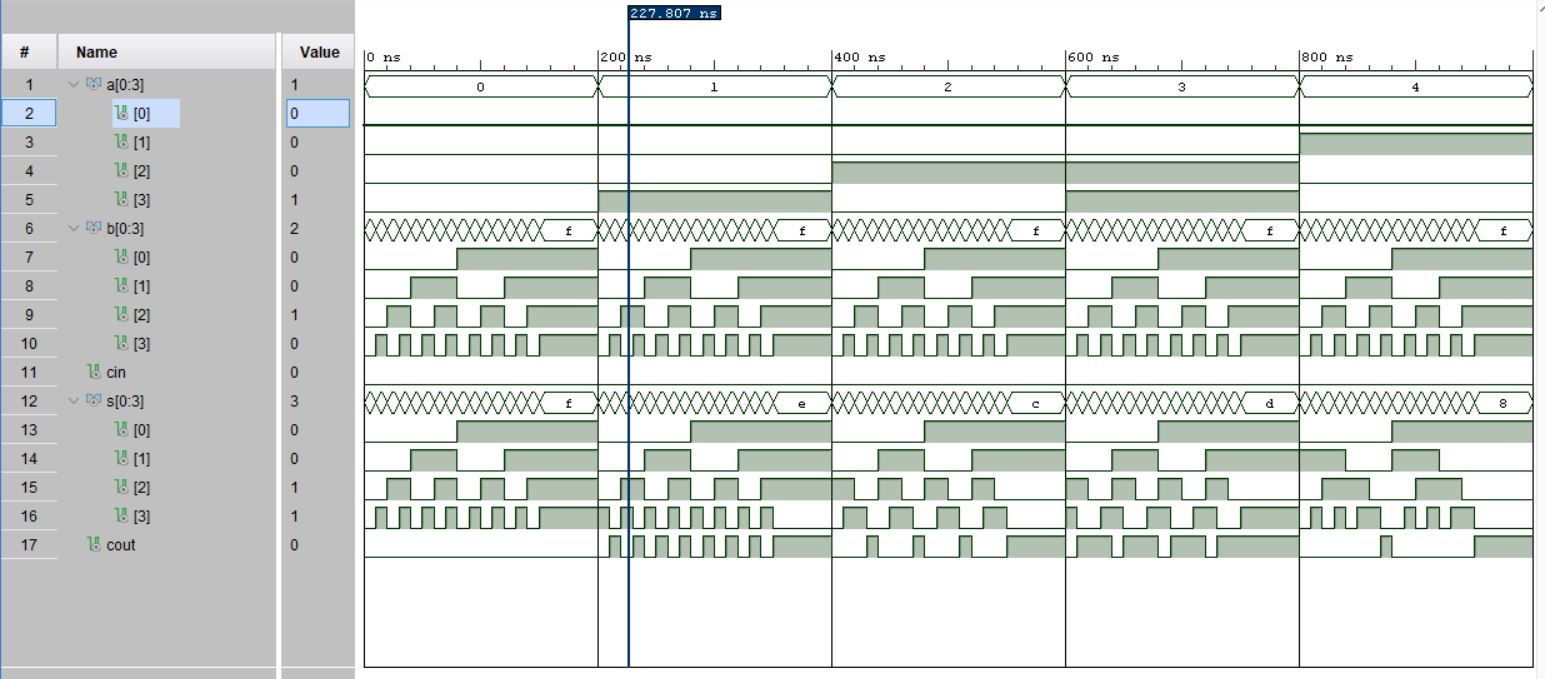 227.807 ns
# Name Value
0 ns 200 ns 400 ns 600 ns 800 ns
1 a[0:3] 1 0 1 2 3 4
2 [0] 0
3 [1] 0
4 [2] 0
5 [3] 1
6 b[0:3] 2 f f f f f
7 [0] 0
8 [1] 0
9 [2] 1
10 [3] 0
11 cin 0
12 s[0:3] 3 f e c d 8
13 [0] 0
14 [1] 0
15 [2] 1
16 [3] 1
17 cout 0